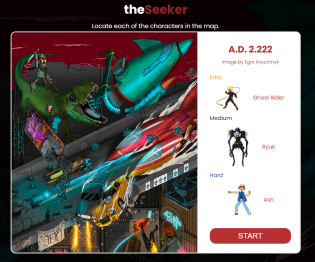 theSeeker
Locate each of the characters in the map.
A.D. 2.222
Image by Egor Klyuchnyk
Easy
Ghost Rider
Medium
Ryuk
Hard
Ash
START